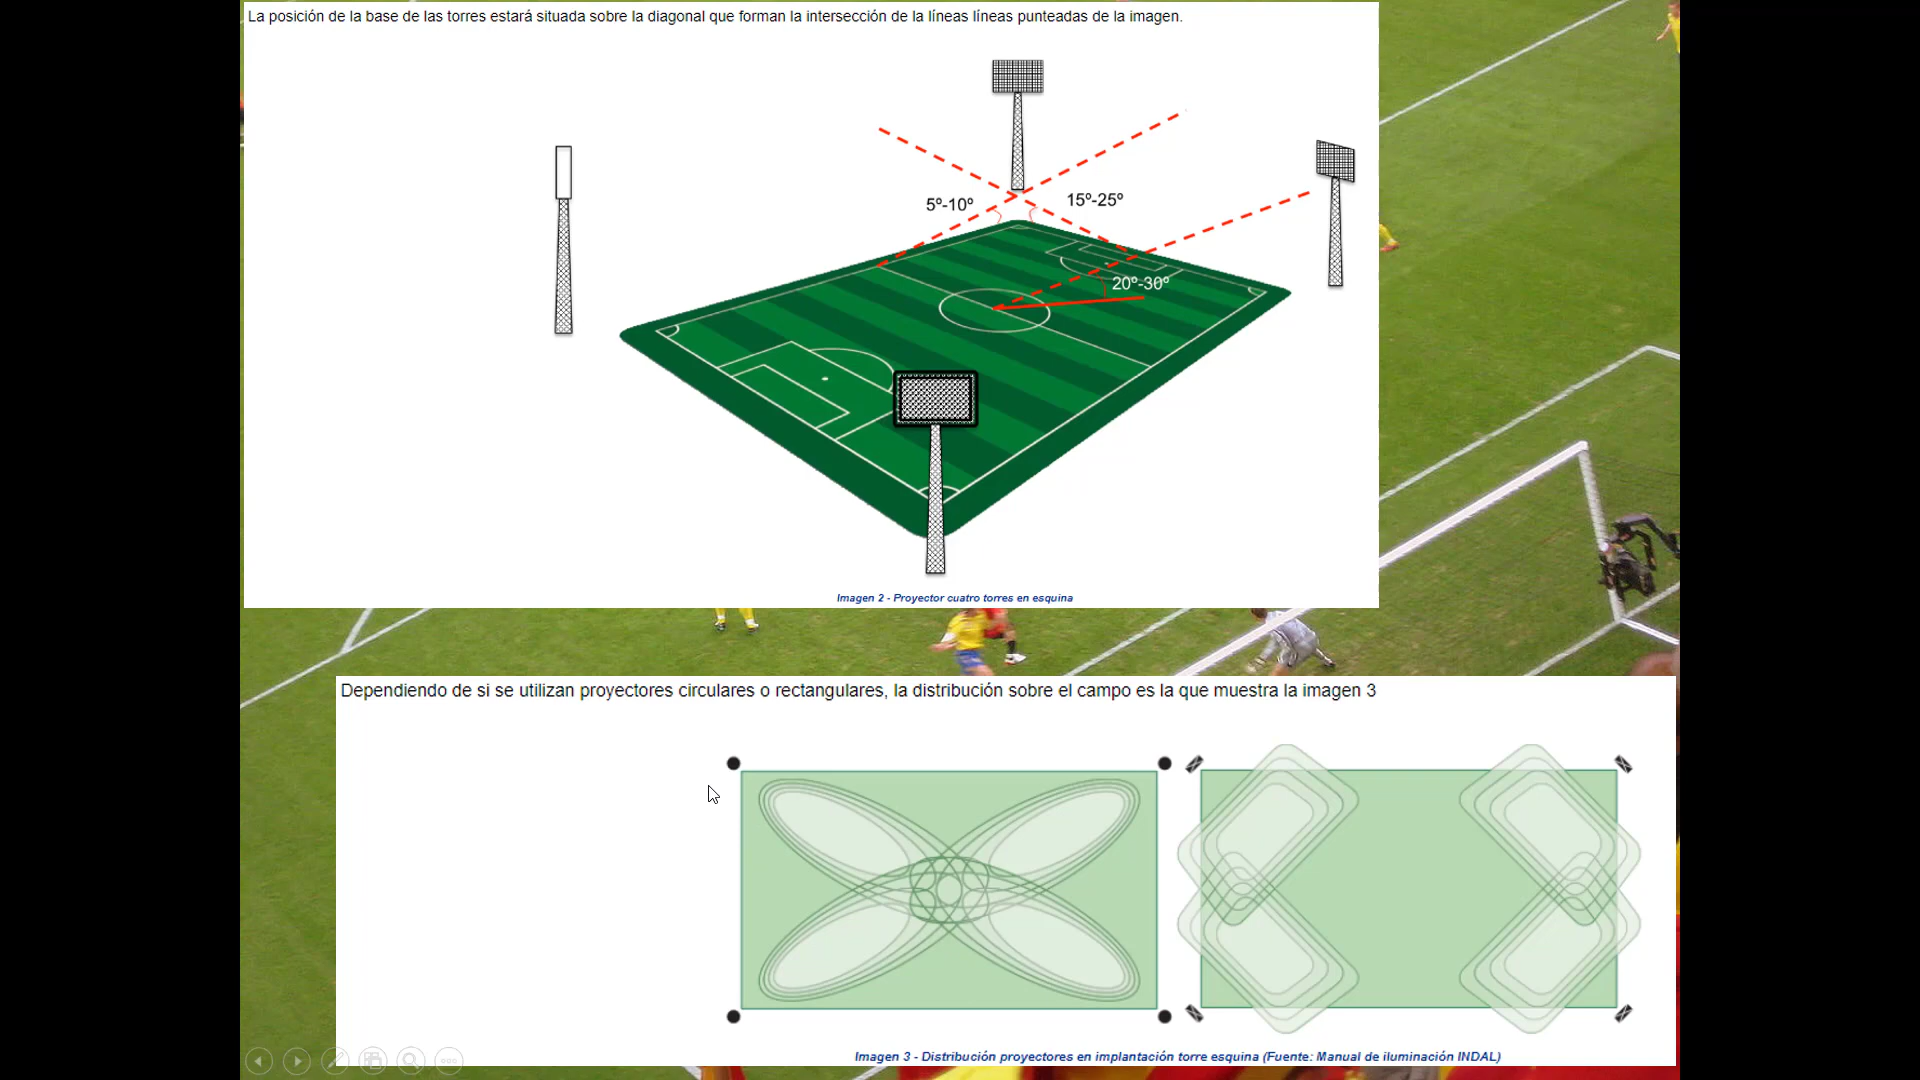 La posición de la base de las torres estará situada sobre la diagonal que forman la intersección de la líneas líneas punteadas de la imagen.
5º-10º
15º-25º
20º-30º
Imagen 2 - Proyector cuatro torres en esquina
Dependiendo de si se utilizan proyectores circulares o rectangulares, la distribución sobre el campo es la que muestra la imagen 3
Imagen 3 - Distribución proyectores en implantación torre esquina (Fuente: Manual de iluminación INDAL)